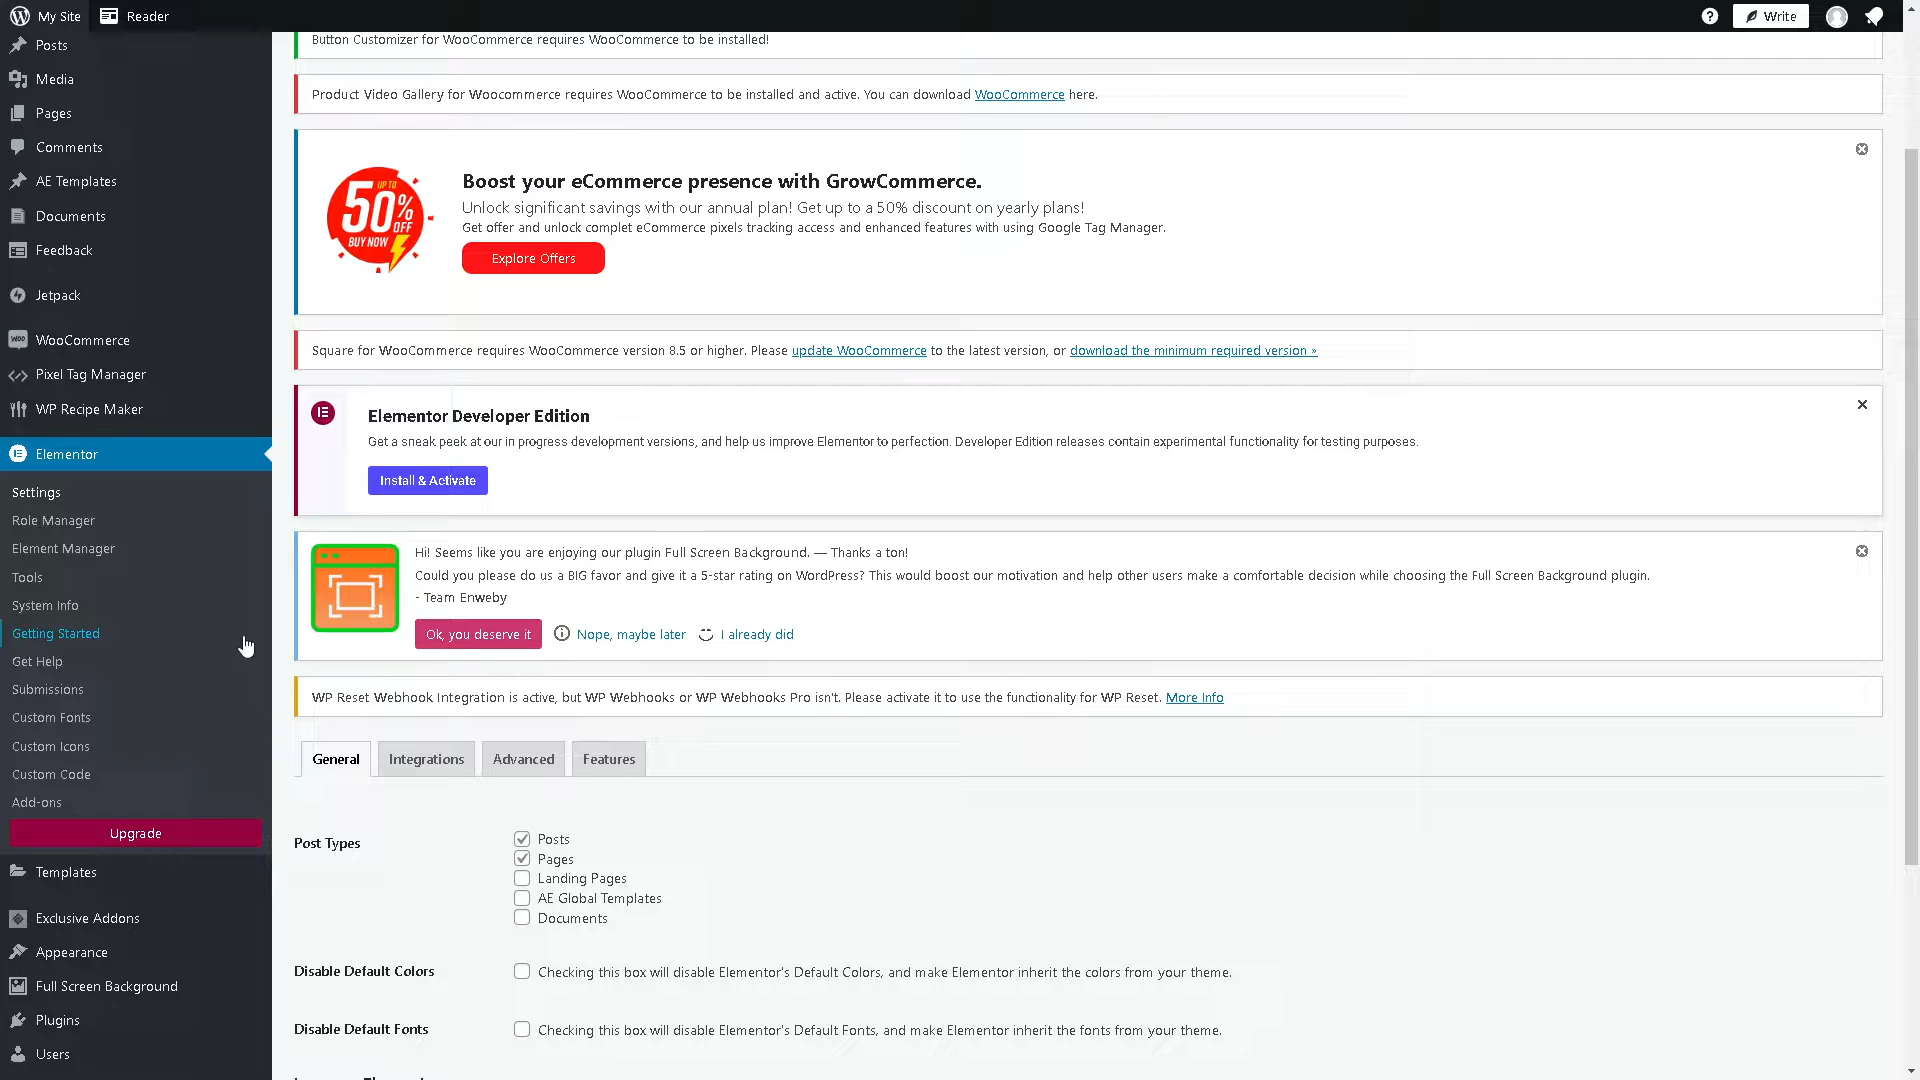 My Site
Reader
Write
Posts
Media
Pages
Comments
AE Templates
Documents
Feedback
Jetpack
WooCommerce
Pixel Tag Manager
WP Recipe Maker
Elementor
Settings
Role Manager
Element Manager
Tools
System Info
Getting Started
Get Help
Submissions
Custom Fonts
Custom Icons
Custom Code
Add-ons
Upgrade
Templates
Exclusive Addons
Appearance
Full Screen Background
Plugins
Users
Button Customizer for WooCommerce requires WooCommerce to be installed!
Product Video Gallery for Woocommerce requires WooCommerce to be installed and active. You can download WooCommerce here.
UP TO
50%
OFF
BUY NOW
Boost your eCommerce presence with GrowCommerce.
Unlock significant savings with our annual plan! Get up to a 50% discount on yearly plans!
Get offer and unlock complet eCommerce pixels tracking access and enhanced features with using Google Tag Manager.
Explore Offers
Square for WooCommerce requires WooCommerce version 8.5 or higher. Please update WooCommerce to the latest version, or download the minimum required version »
Elementor Developer Edition
Get a sneak peek at our in progress development versions, and help us improve Elementor to perfection. Developer Edition releases contain experimental functionality for testing purposes.
Install & Activate
Hi! Seems like you are enjoying our plugin Full Screen Background. — Thanks a ton!
Could you please do us a BIG favor and give it a 5-star rating on WordPress? This would boost our motivation and help other users make a comfortable decision while choosing the Full Screen Background plugin.
- Team Enweby
Ok, you deserve it
Nope, maybe later
I already did
WP Reset Webhook Integration is active, but WP Webhooks or WP Webhooks Pro isn't. Please activate it to use the functionality for WP Reset. More Info
General
Integrations
Advanced
Features
Post Types
Posts
Pages
Landing Pages
AE Global Templates
Documents
Disable Default Colors
Checking this box will disable Elementor's Default Colors, and make Elementor inherit the colors from your theme.
Disable Default Fonts
Checking this box will disable Elementor's Default Fonts, and make Elementor inherit the fonts from your theme.